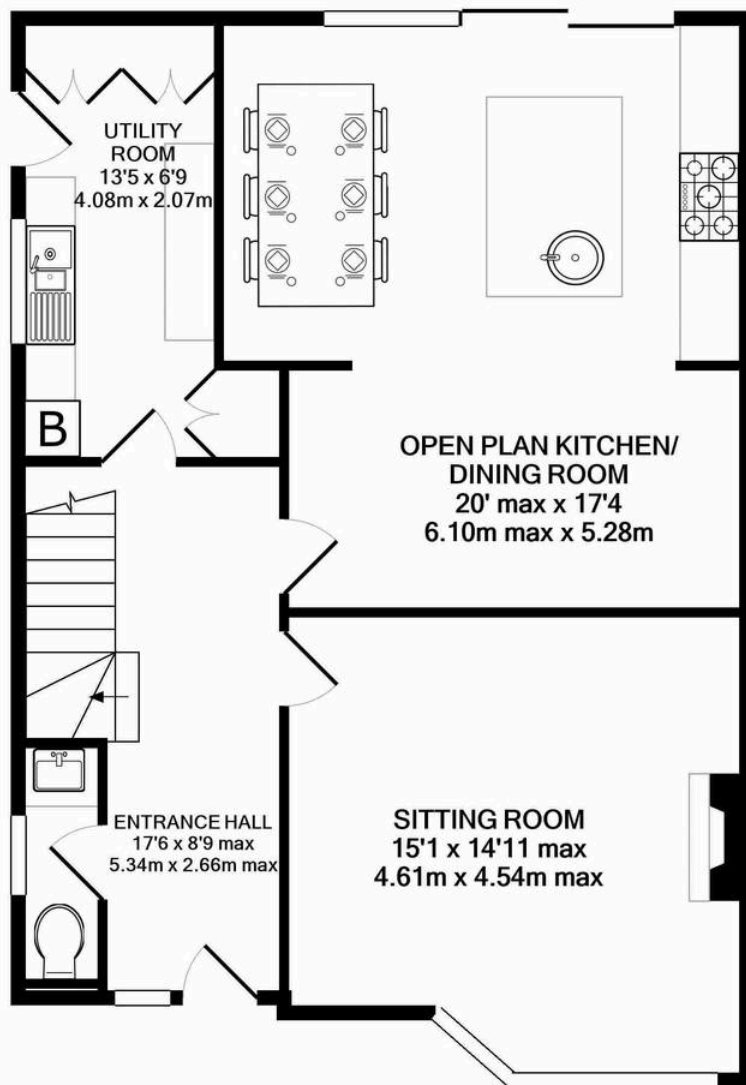 UTILITY
ROOM
13'5 x 6'9
4.08m x 2.07m
B
OPEN PLAN KITCHEN/
DINING ROOM
20' max x 17'4
6.10m max x 5.28m
ENTRANCE HALL
17'6 x 8'9 max
5.34m x 2.66m max
SITTING ROOM
15'1 x 14'11 max
4.61m x 4.54m max